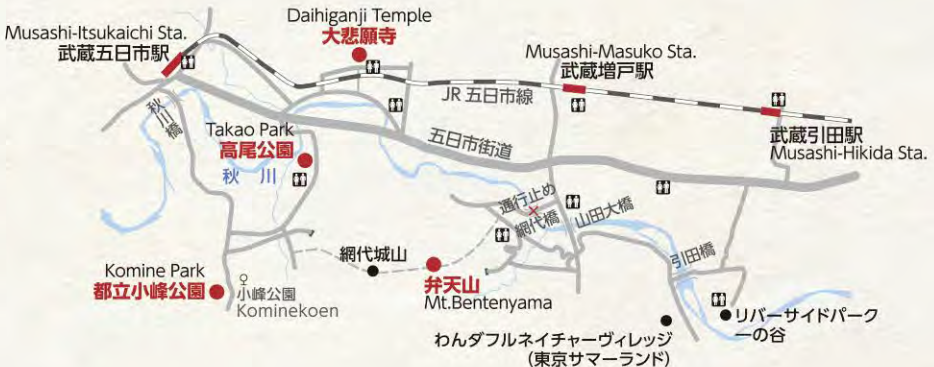 Musashi-Itsukaichi Sta.
武蔵五日市駅
Daihiganji Temple
大悲願寺
Musashi-Masuko Sta.
武蔵増戸駅
JR 五日市線
武蔵引田駅
Musashi-Hikida Sta.
秋川橋
Takao Park
高尾公園
秋 川
五日市街道
通行止め
網代橋
山田大橋
引田橋
網代城山
弁天山
Mt.Bentenyama
Komine Park
都立小峰公園
小峰公園
Kominekoen
わんダフルネイチャーヴィレッジ
(東京サマーランド)
リバーサイドパーク
一の谷